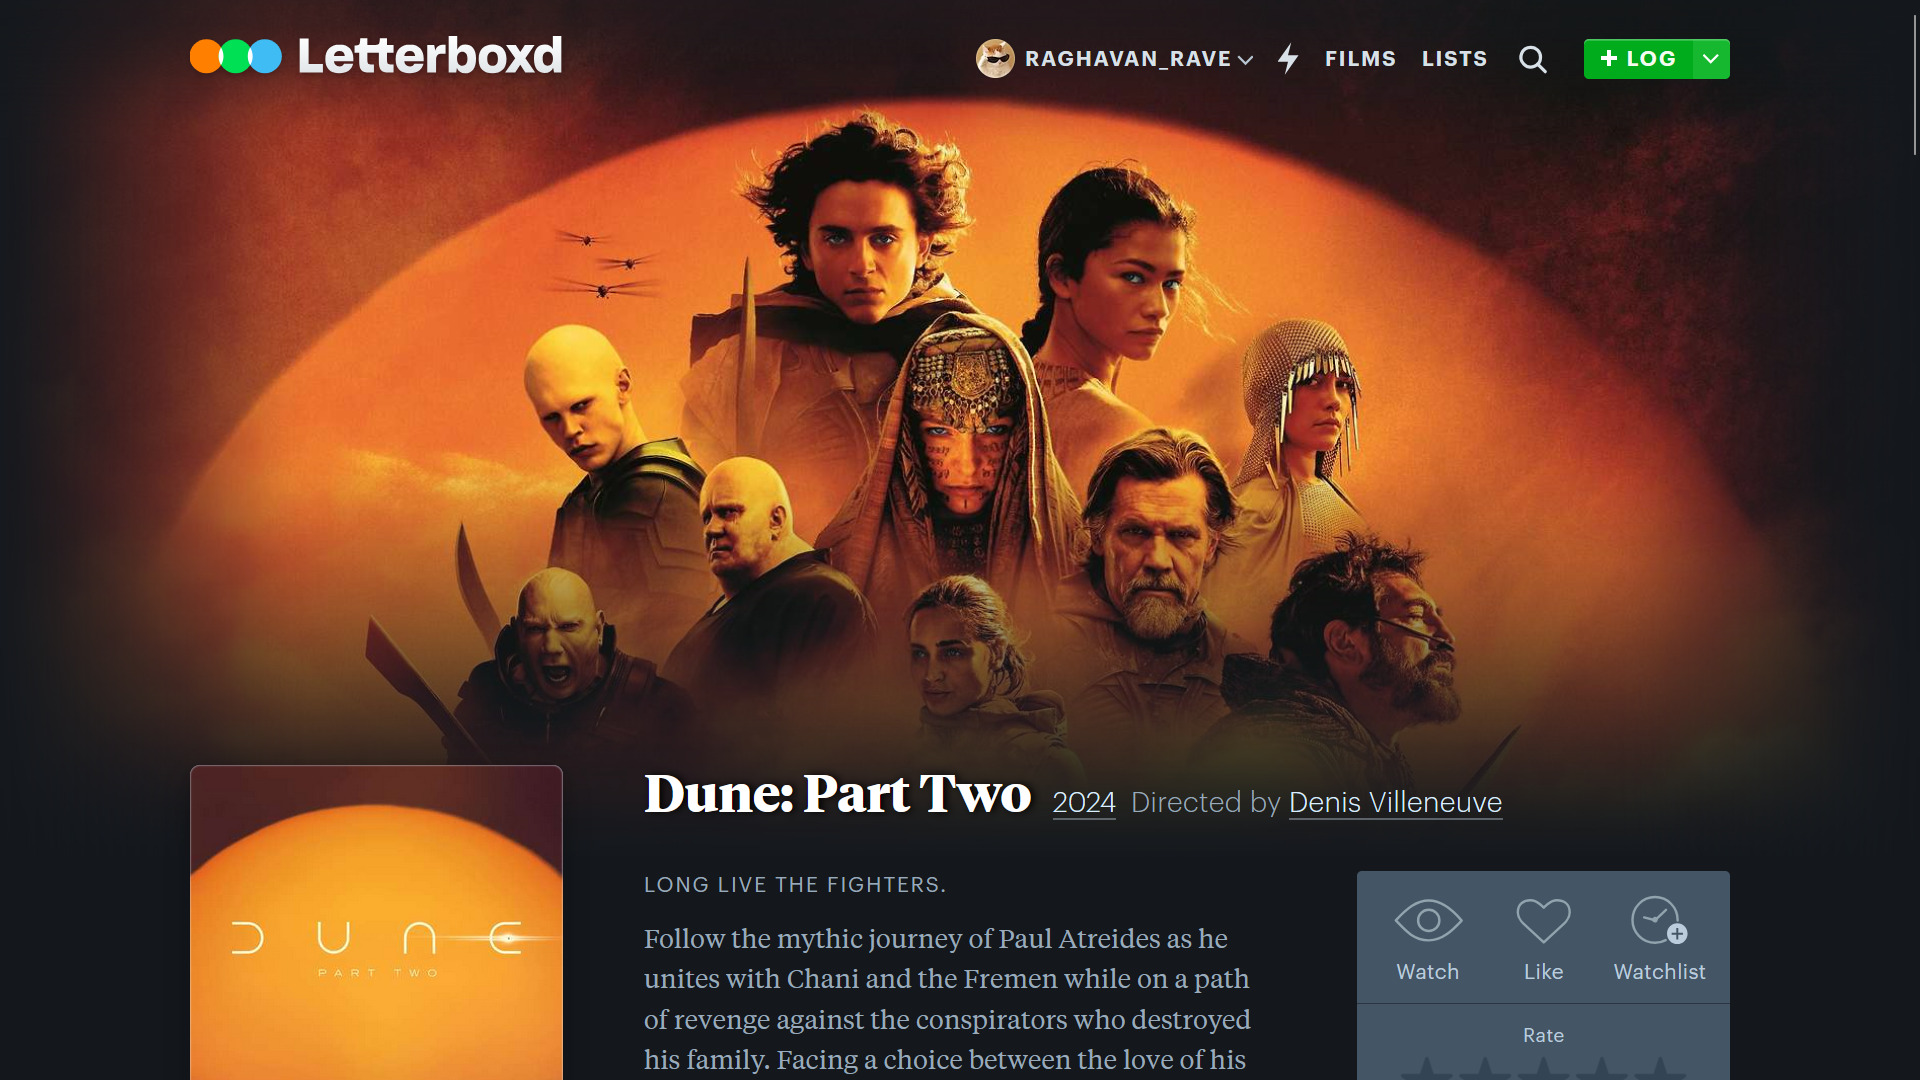 Letterboxd
RAGHAVAN_RAVE
FILMS
LISTS
+ LOG
Dune: Part Two 2024 Directed by Denis Villeneuve
LONG LIVE THE FIGHTERS.
Follow the mythic journey of Paul Atreides as he
unites with Chani and the Fremen while on a path
of revenge against the conspirators who destroyed
his family. Facing a choice between the love of his
DUNE
PART TWO
Watch
Like
Watchlist
Rate